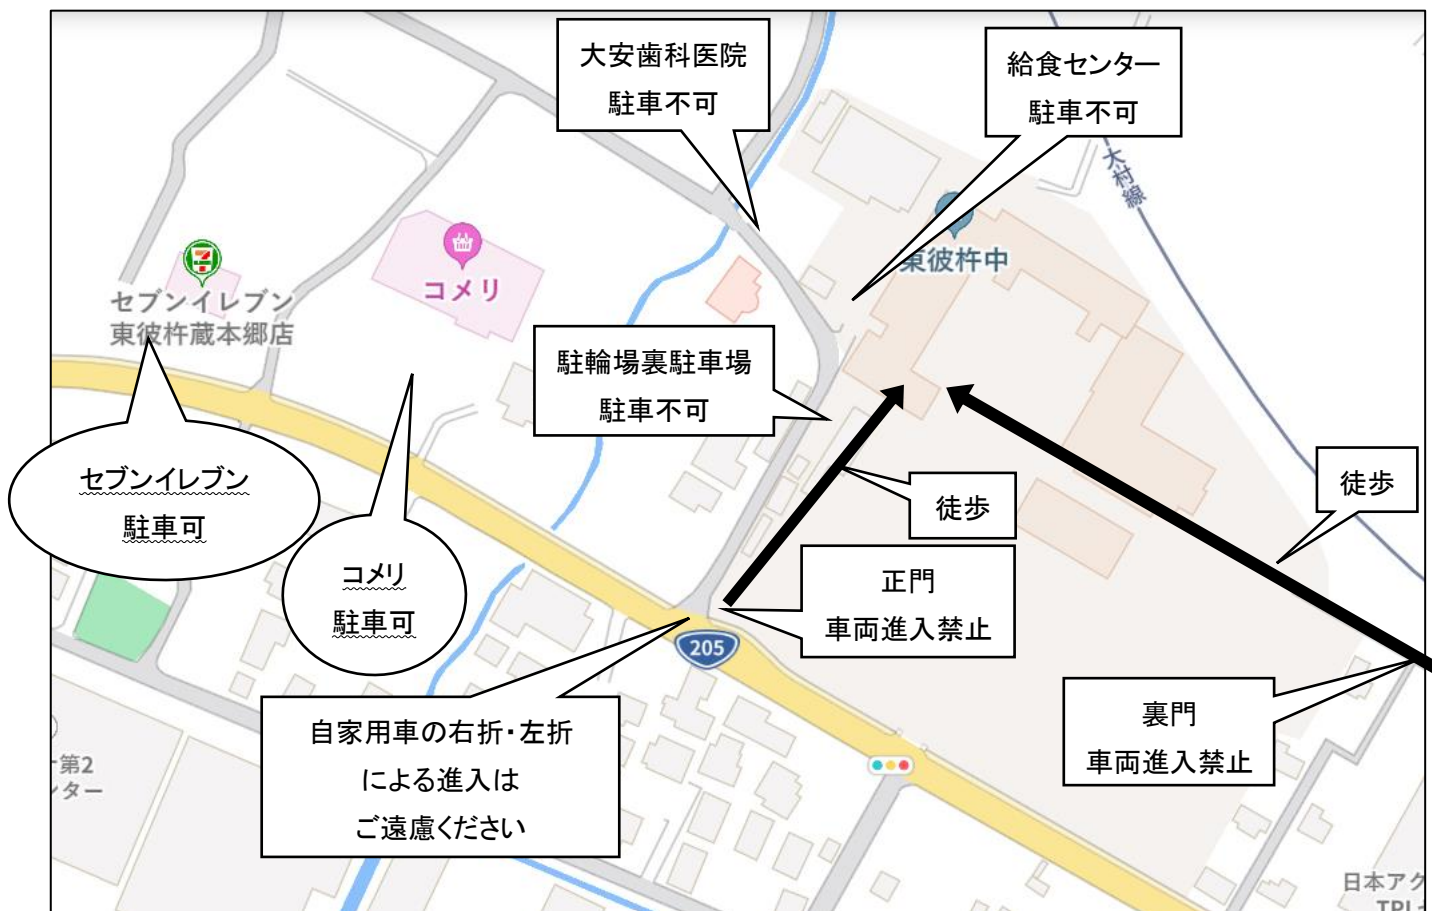 大安歯科医院
駐車不可
給食センター
駐車不可
大村線
東彼杵中
セブンイレブン
東彼杵蔵本郷店
コメリ
駐輪場裏駐車場
駐車不可
セブンイレブン
駐車可
徒歩
徒歩
コメリ
駐車可
正門
車両進入禁止
205
自家用車の右折・左折
による進入は
ご遠慮ください
裏門
車両進入禁止
第2
ター
日本アク